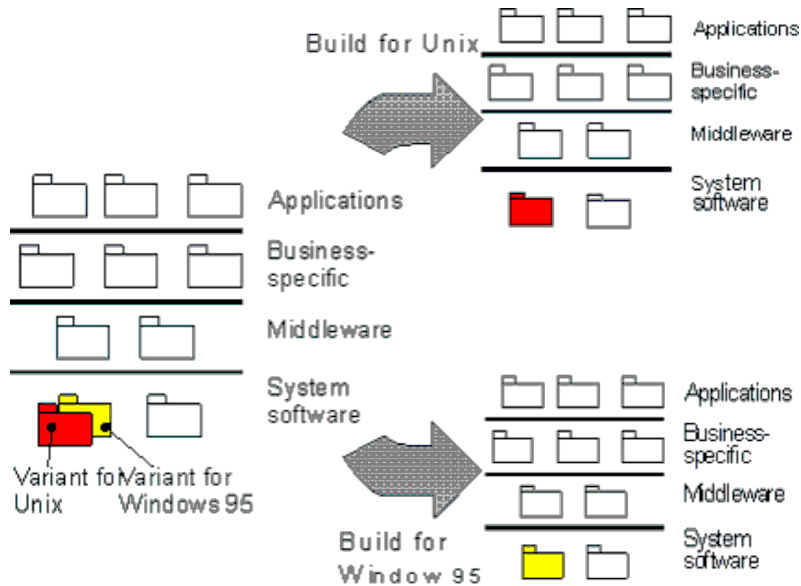 Build for Unix
Applications
Business-
specific
Middleware
System
software
Applications
Business-
specific
Middleware
System
software
Variant for
Unix
Variant for
Windows 95
Build for
Window 95
Applications
Business-
specific
Middleware
System
software